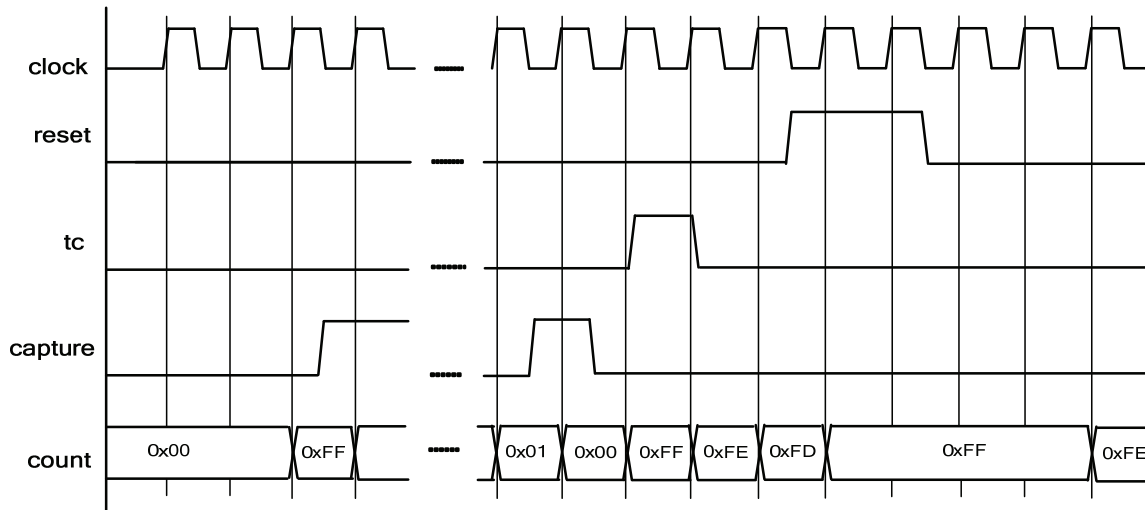 clock
reset
tc
capture
count
0x00
0xFF
0x01
0x00
0xFF
0xFE
0xFD
0xFF
0xFE